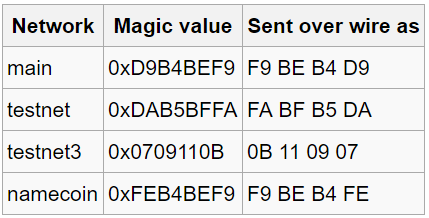 Network Magic value Sent over wire as
main 0xD9B4BEF9 F9 BE B4 D9
testnet 0xDAB5BFFA FA BF B5 DA
testnet3 0x0709110B 0B 11 09 07
namecoin 0xFEB4BEF9 F9 BE B4 FE